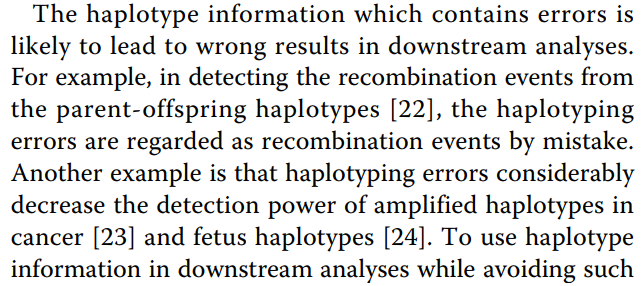 The haplotype information which contains errors is
likely to lead to wrong results in downstream analyses.
For example, in detecting the recombination events from
the parent-offspring haplotypes [22], the haplotyping
errors are regarded as recombination events by mistake.
Another example is that haplotyping errors considerably
decrease the detection power of amplified haplotypes in
cancer [23] and fetus haplotypes [24]. To use haplotype
information in downstream analyses while avoiding such